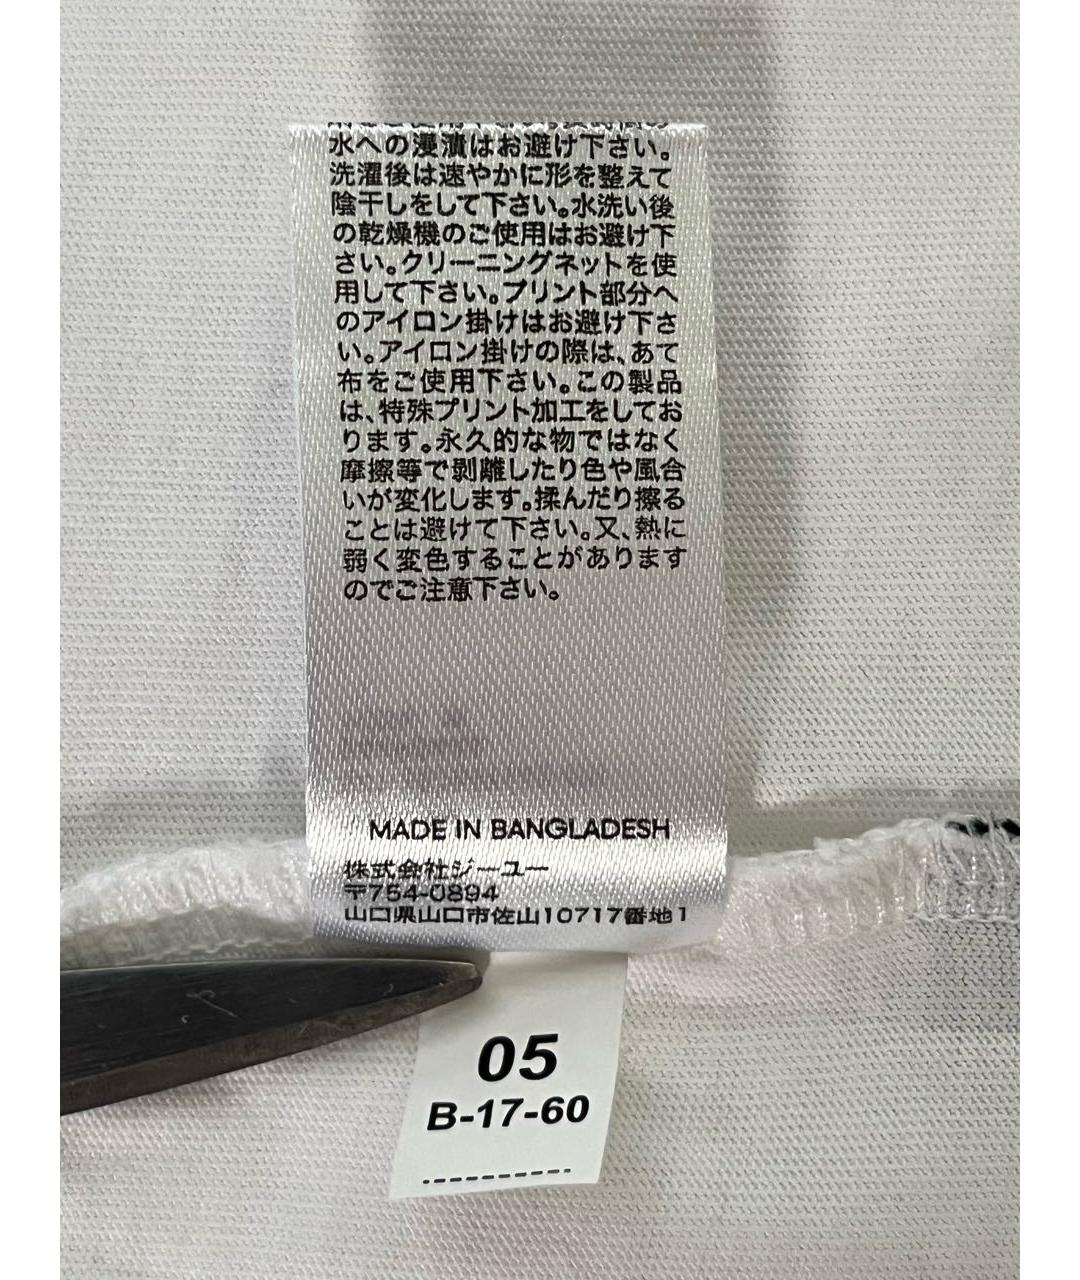 水への浸漬はお避け下さい。
洗濯後は速やかに形を整えて
陰干しをして下さい。水洗い後
の乾燥機のご使用はお避け下
さい。クリーニングネットを使
用して下さい。プリント部分へ
のアイロン掛けはお避け下さ
い。アイロン掛けの際は、あて
布をご使用下さい。この製品
は、特殊プリント加工をしてお
ります。永久的な物ではなく
摩擦等で剥離したり色や風合
いが変化します。揉んだり擦る
ことは避けて下さい。又、熱に
弱く変色することがあります
のでご注意下さい。
MADE IN BANGLADESH
株式会社ジーユー
〒754-0894
山口県山口市佐山10717番地1
05
B-17-60